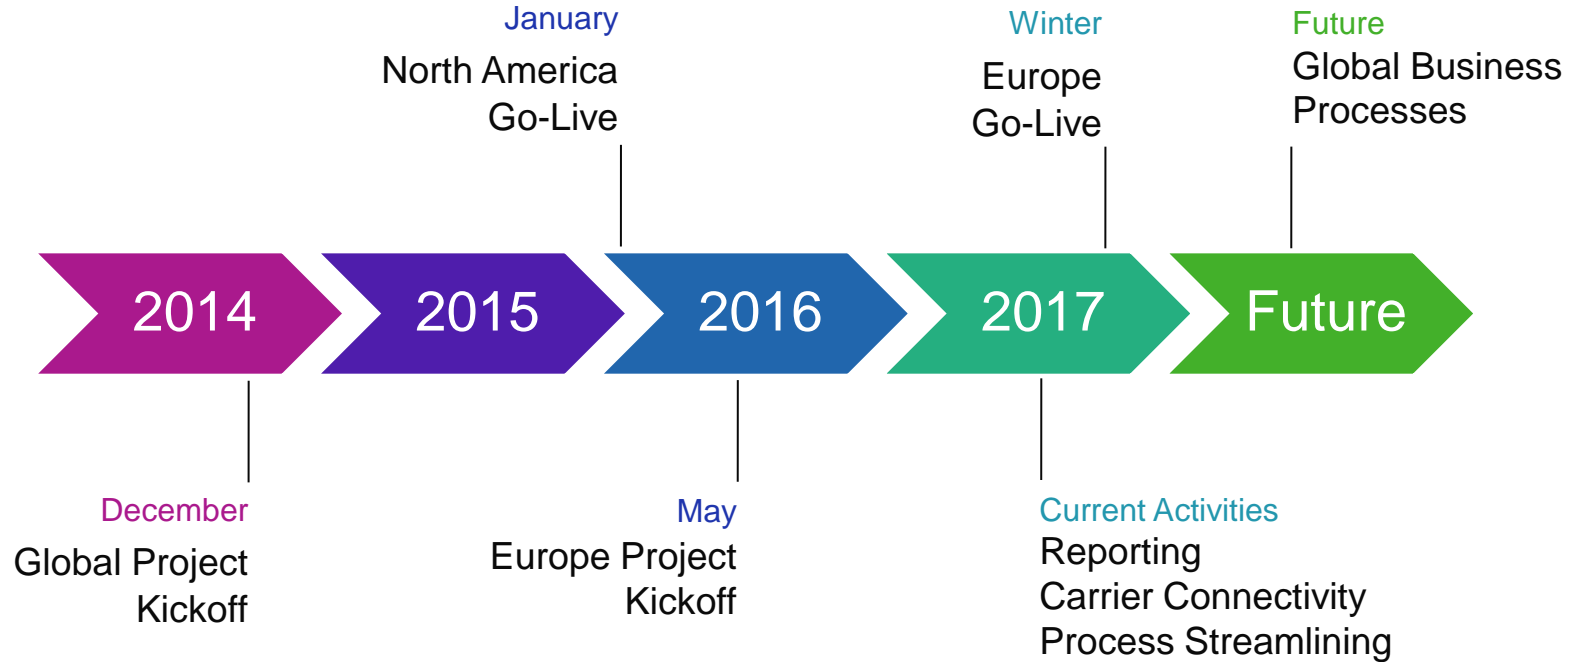 January
North America
Go-Live
Winter
Europe
Go-Live
Future
Global Business
Processes
2014
2015
2016
2017
Future
December
Global Project
Kickoff
May
Europe Project
Kickoff
Current Activities
Reporting
Carrier Connectivity
Process Streamlining